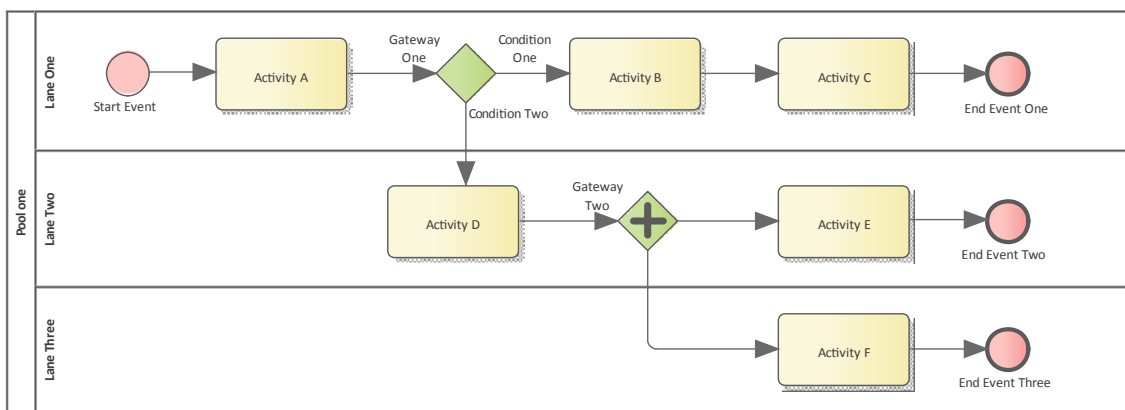 Pool one
Lane One
Start Event
Activity A
Gateway
One
Condition
One
Condition Two
Activity B
Activity C
End Event One
Lane Two
Activity D
Gateway
Two
Activity E
End Event Two
Lane Three
Activity F
End Event Three